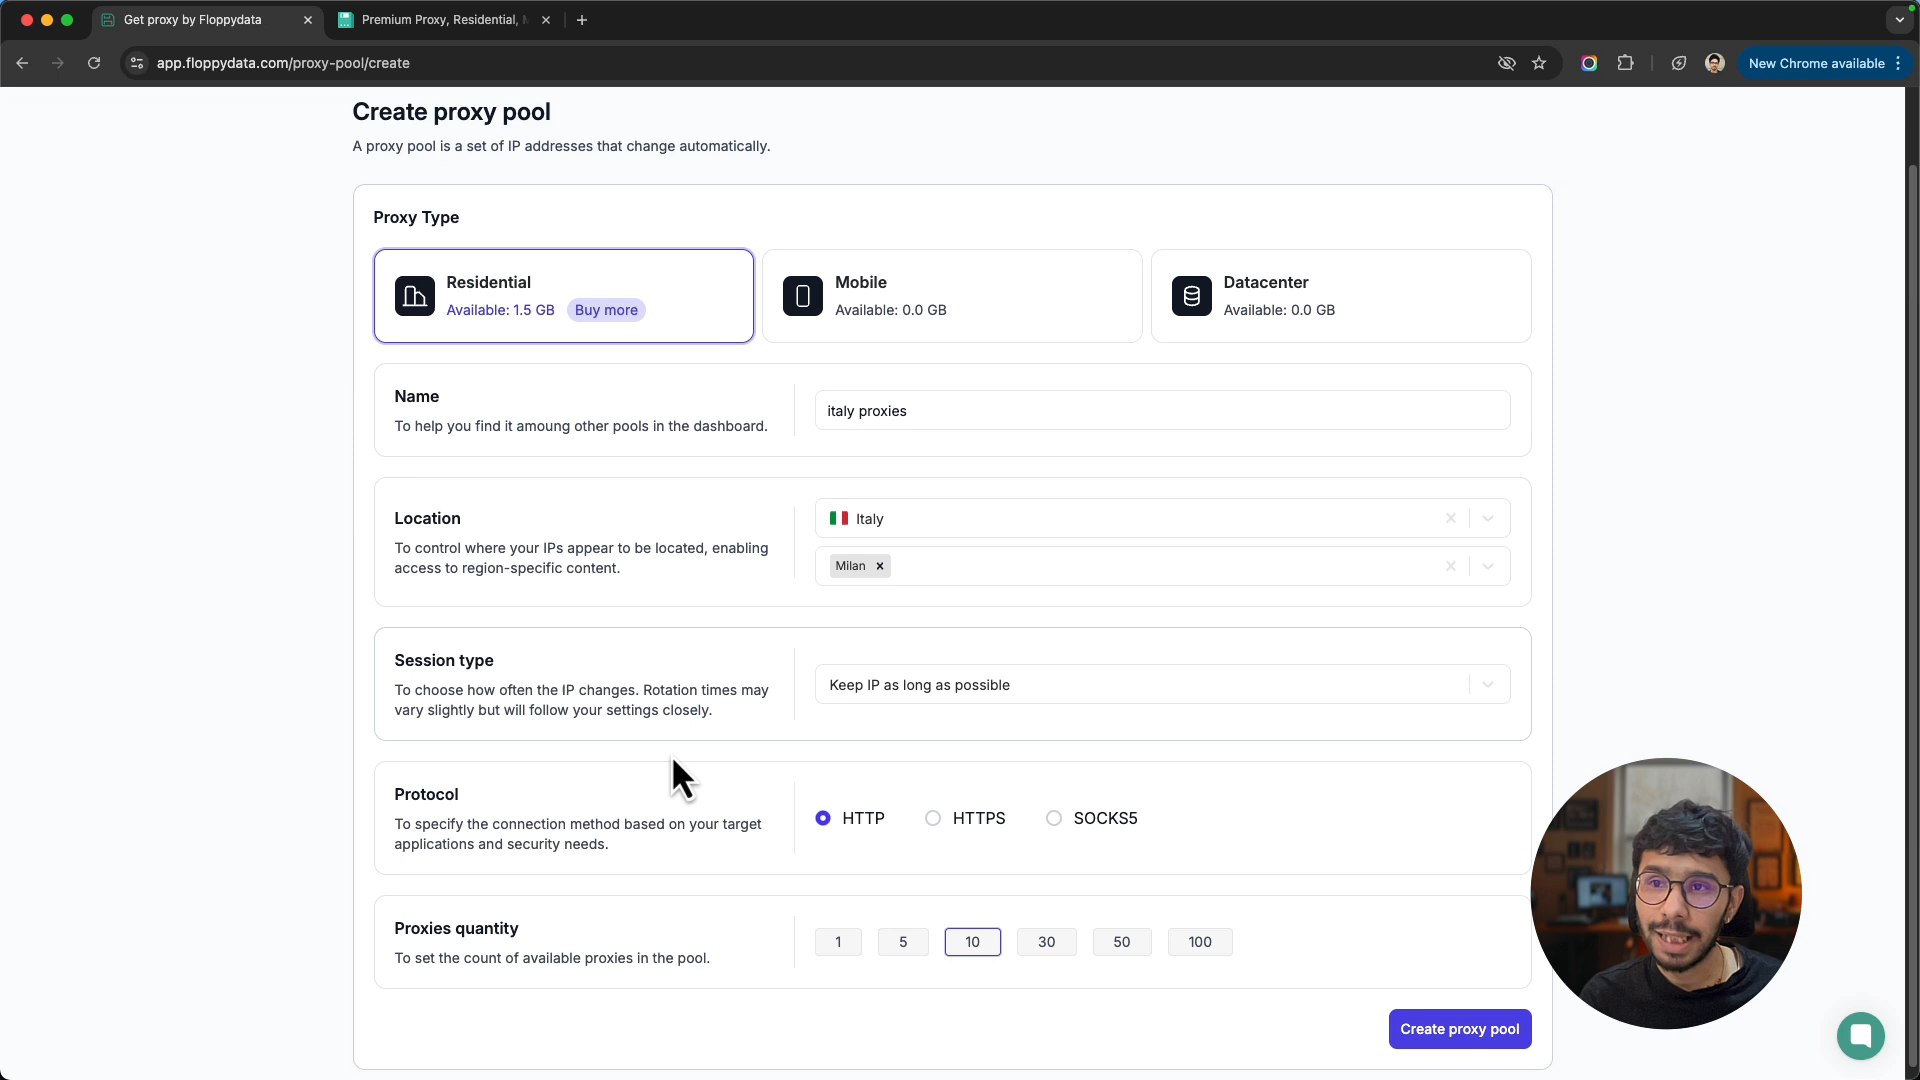 Get proxy by Floppydata
Premium Proxy, Residential,
app.floppydata.com/proxy-pool/create
New Chrome available
Create proxy pool
A proxy pool is a set of IP addresses that change automatically.
Proxy Type
Residential
Available: 1.5 GB
Buy more
Mobile
Available: 0.0 GB
Datacenter
Available: 0.0 GB
Name
To help you find it amoung other pools in the dashboard.
italy proxies
Location
To control where your IPs appear to be located, enabling
access to region-specific content.
Italy
Milan
Session type
To choose how often the IP changes. Rotation times may
vary slightly but will follow your settings closely.
Keep IP as long as possible
Protocol
To specify the connection method based on your target
applications and security needs.
HTTP
HTTPS
SOCKS5
Proxies quantity
To set the count of available proxies in the pool.
1
5
10
30
50
100
Create proxy pool